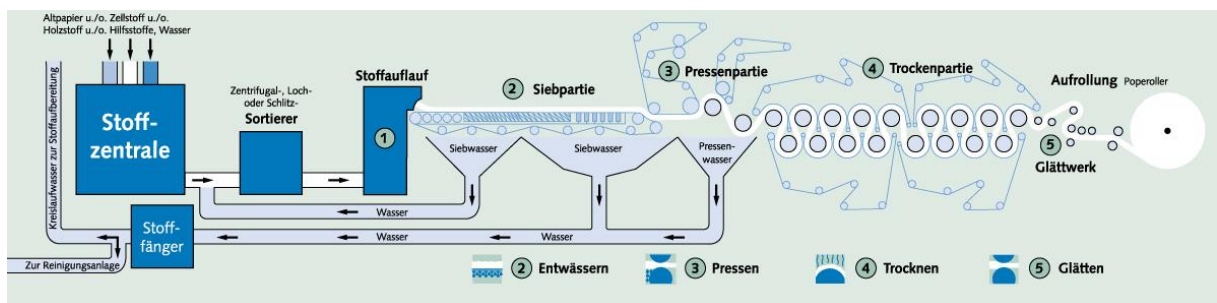 Altpapier u./o. Zellstoff u./o.
Holzstoff u./o. Hilfsstoffe, Wasser
Kreislaufwasser zur Stoffaufbereitung
Stoff-
zentrale
Zentrifugal-, Loch-
oder Schlitz-
Sortierer
Stoffauflauf
1
2 Siebpartie
3 Pressenpartie
4 Trockenpartie
Aufrollung Poperoller
5
Glättwerk
Siebwasser
Siebwasser
Pressen-
wasser
Wasser
Stoff-
fänger
Wasser
Wasser
Zur Reinigungsanlage
2 Entwässern
3 Pressen
4 Trocknen
5 Glätten